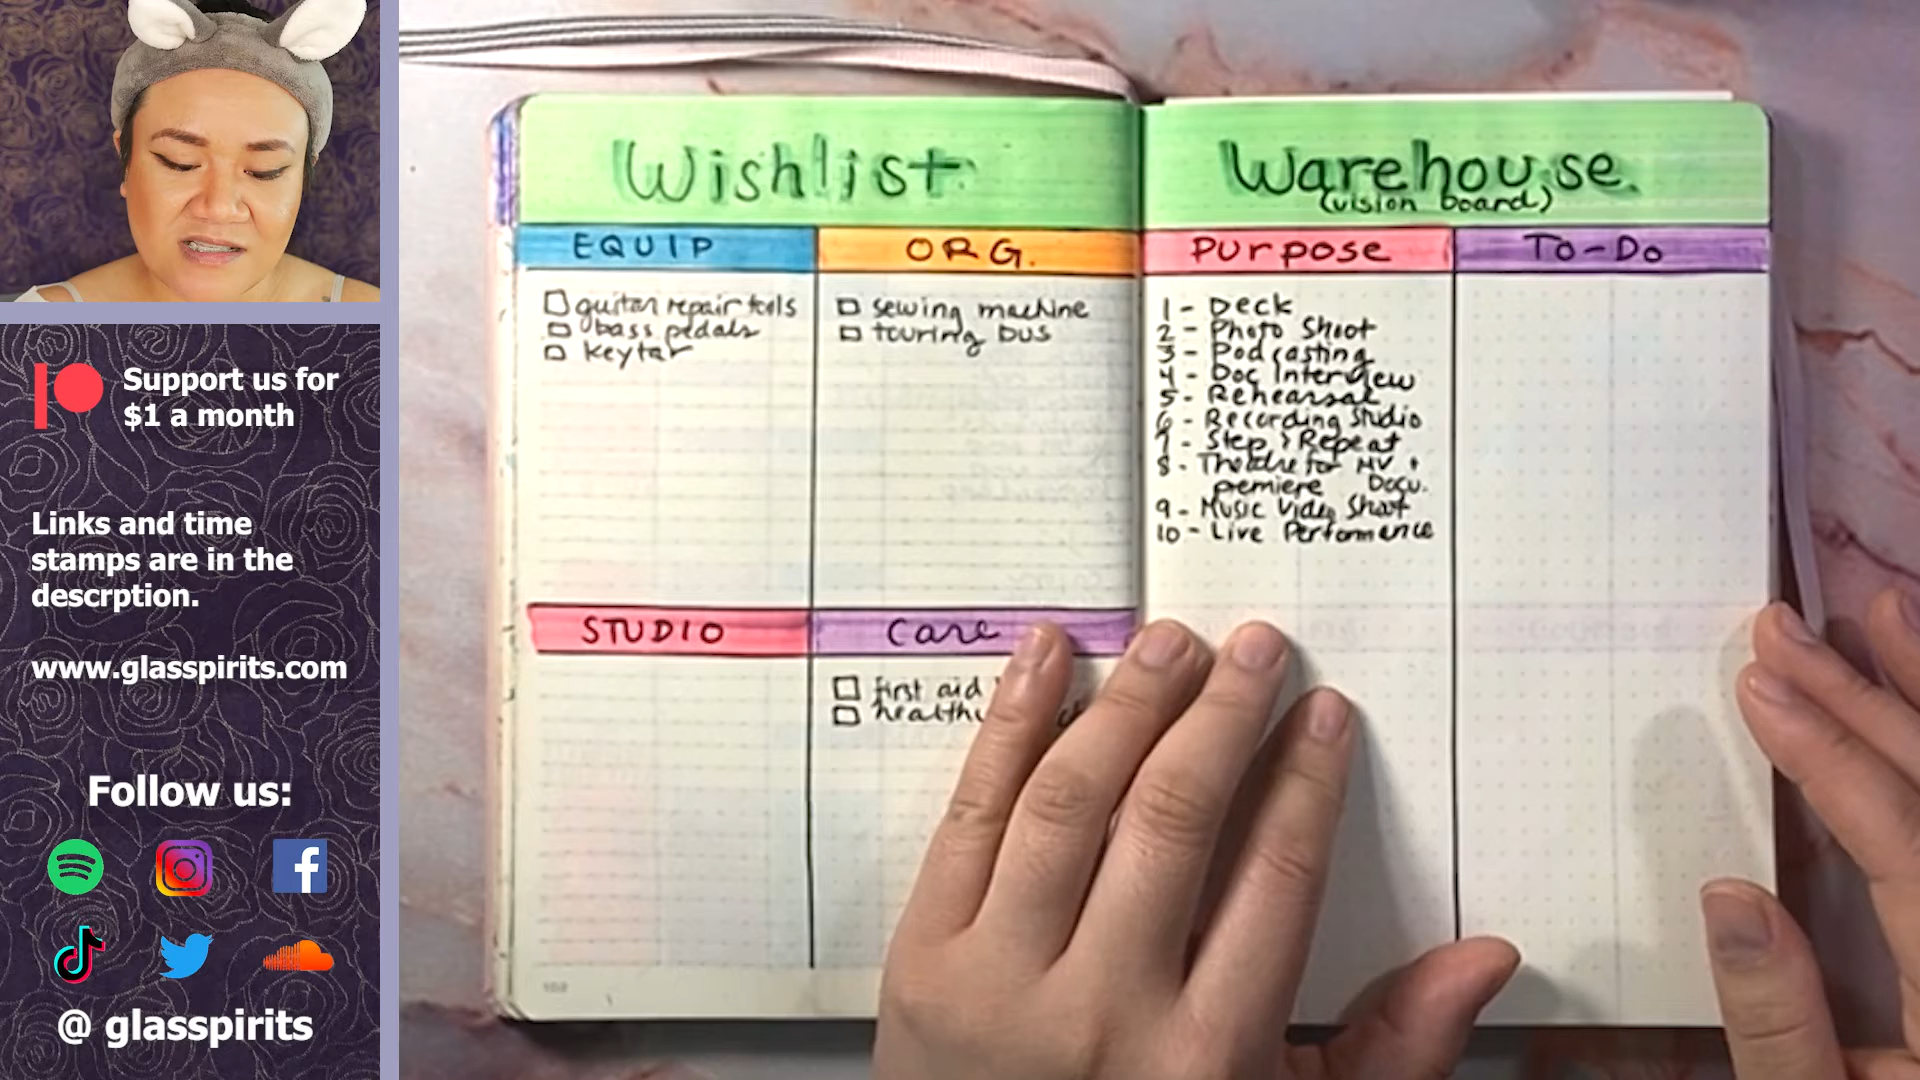 Support us for
$1 a month
Links and time
stamps are in the
descrption.
www.glasspirits.com
Follow us:
@ glasspirits
Wishlist
EQUIP
guitar repair tools
bass pedals
keytar
ORG.
sewing machine
touring bus
STUDIO
Care
first aid
healthy
102
Warehouse
(vision board)
Purpose
1 - Deck
2 - Photo Shoot
3 - Podcasting
4 - Doc Interview
5 - Rehearsal
6 - Recording Studio
7 - Step & Repeat
8 - Theatre for MV +
premiere Docu.
9 - Music Video Shoot
10 - Live Performance
To-Do